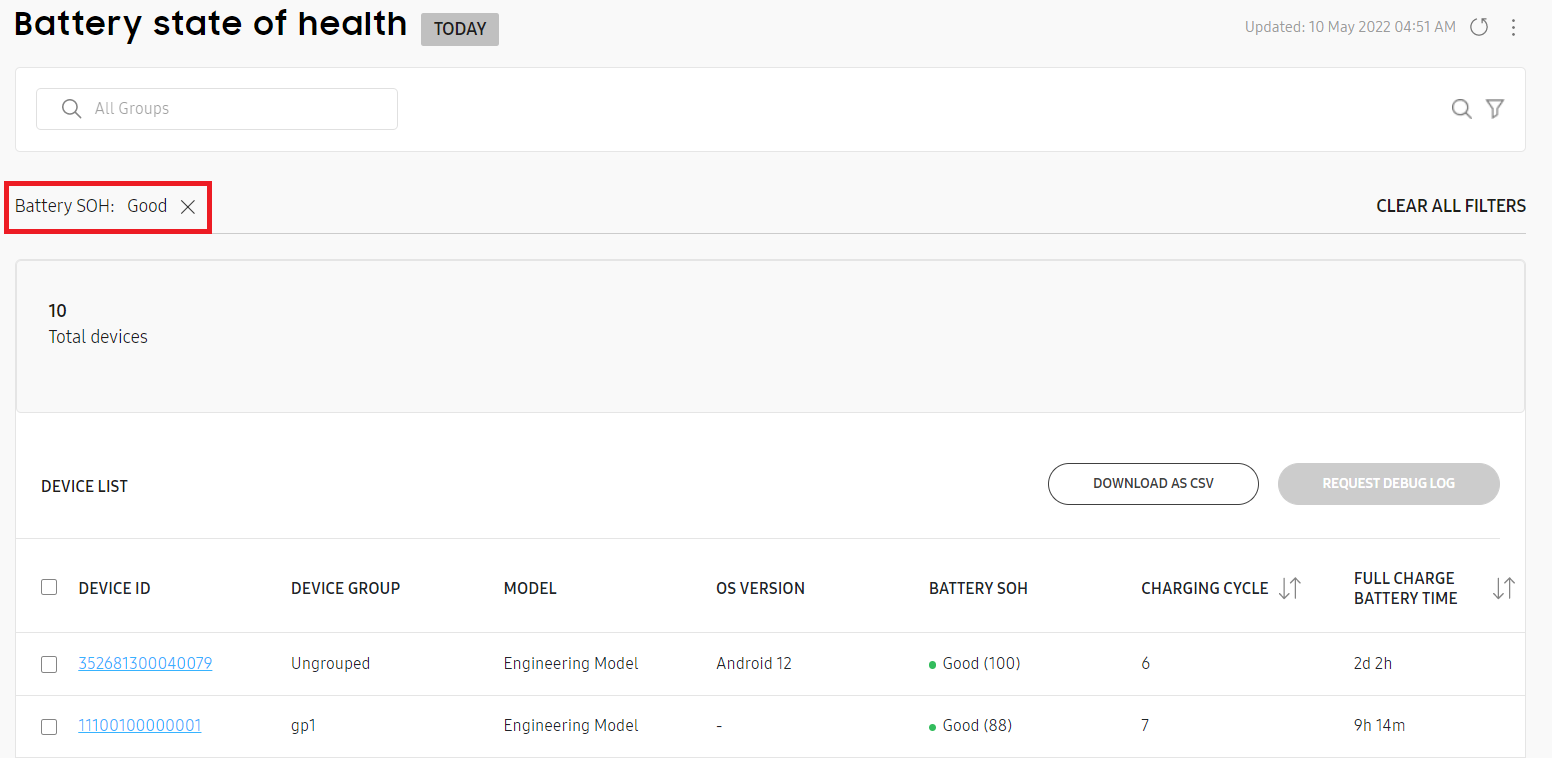 Battery state of health TODAY
Updated: 10 May 2022 04:51 AM
All Groups
Battery SOH: Good
CLEAR ALL FILTERS
10
Total devices
DEVICE LIST
DOWNLOAD AS CSV
REQUEST DEBUG LOG
DEVICE ID DEVICE GROUP MODEL OS VERSION BATTERY SOH CHARGING CYCLE FULL CHARGE
BATTERY TIME
352681300040079 Ungrouped Engineering Model Android 12 Good (100) 6 2d 2h
11100100000001 gp1 Engineering Model - Good (88) 7 9h 14m